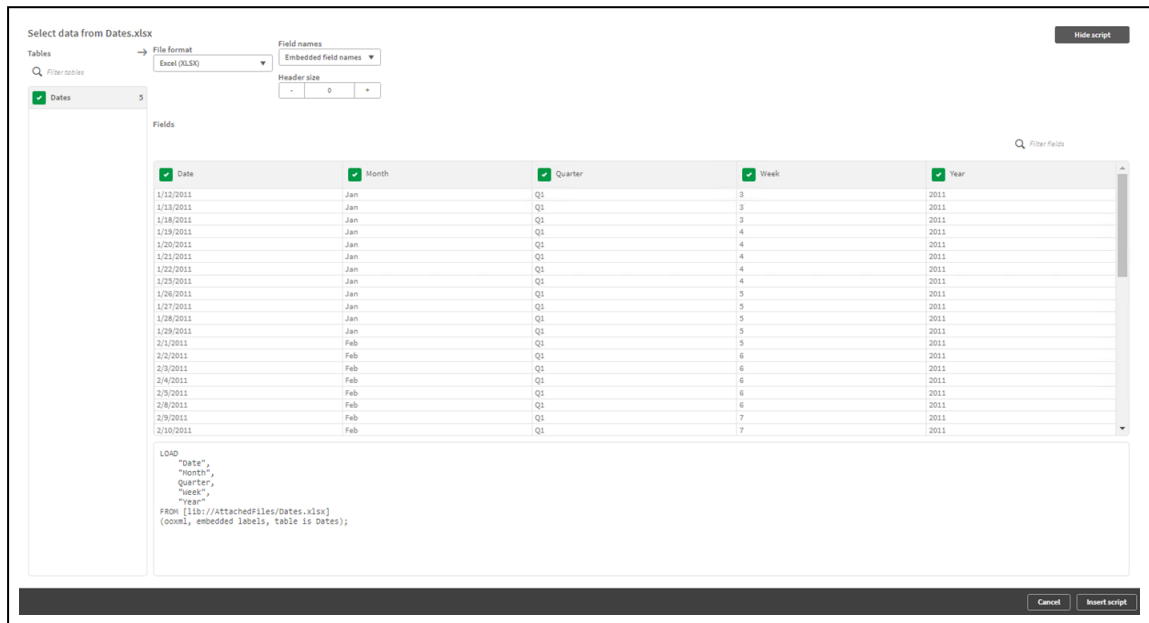 Select data from Dates.xlsx
Hide script
Tables
File format
Field names
Filter tables
Excel (XLSX)
Embedded field names
Header size
- 0 +
Dates 5
Fields
Filter fields
Date Month Quarter Week Year
1/12/2011 Jan Q1 3 2011
1/13/2011 Jan Q1 3 2011
1/18/2011 Jan Q1 3 2011
1/19/2011 Jan Q1 4 2011
1/20/2011 Jan Q1 4 2011
1/21/2011 Jan Q1 4 2011
1/22/2011 Jan Q1 4 2011
1/25/2011 Jan Q1 4 2011
1/26/2011 Jan Q1 5 2011
1/27/2011 Jan Q1 5 2011
1/28/2011 Jan Q1 5 2011
1/29/2011 Jan Q1 5 2011
2/1/2011 Feb Q1 5 2011
2/2/2011 Feb Q1 6 2011
2/3/2011 Feb Q1 6 2011
2/4/2011 Feb Q1 6 2011
2/5/2011 Feb Q1 6 2011
2/8/2011 Feb Q1 6 2011
2/9/2011 Feb Q1 7 2011
2/10/2011 Feb Q1 7 2011
LOAD
"Date",
"Month",
Quarter,
"Week",
"Year"
FROM [lib://AttachedFiles/Dates.xlsx]
(ooxml, embedded labels, table is Dates);
Cancel
Insert script